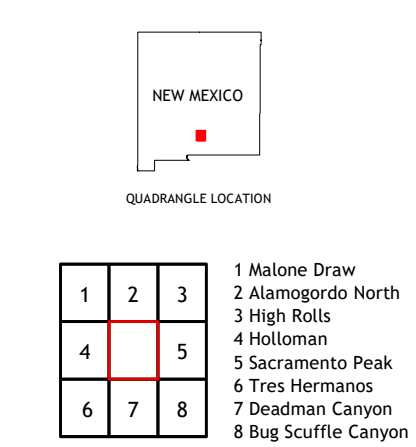 NEW MEXICO
QUADRANGLE LOCATION
1 2 3
4 5
6 7 8
1 Malone Draw
2 Alamogordo North
3 High Rolls
4 Holloman
5 Sacramento Peak
6 Tres Hermanos
7 Deadman Canyon
8 Bug Scuffle Canyon